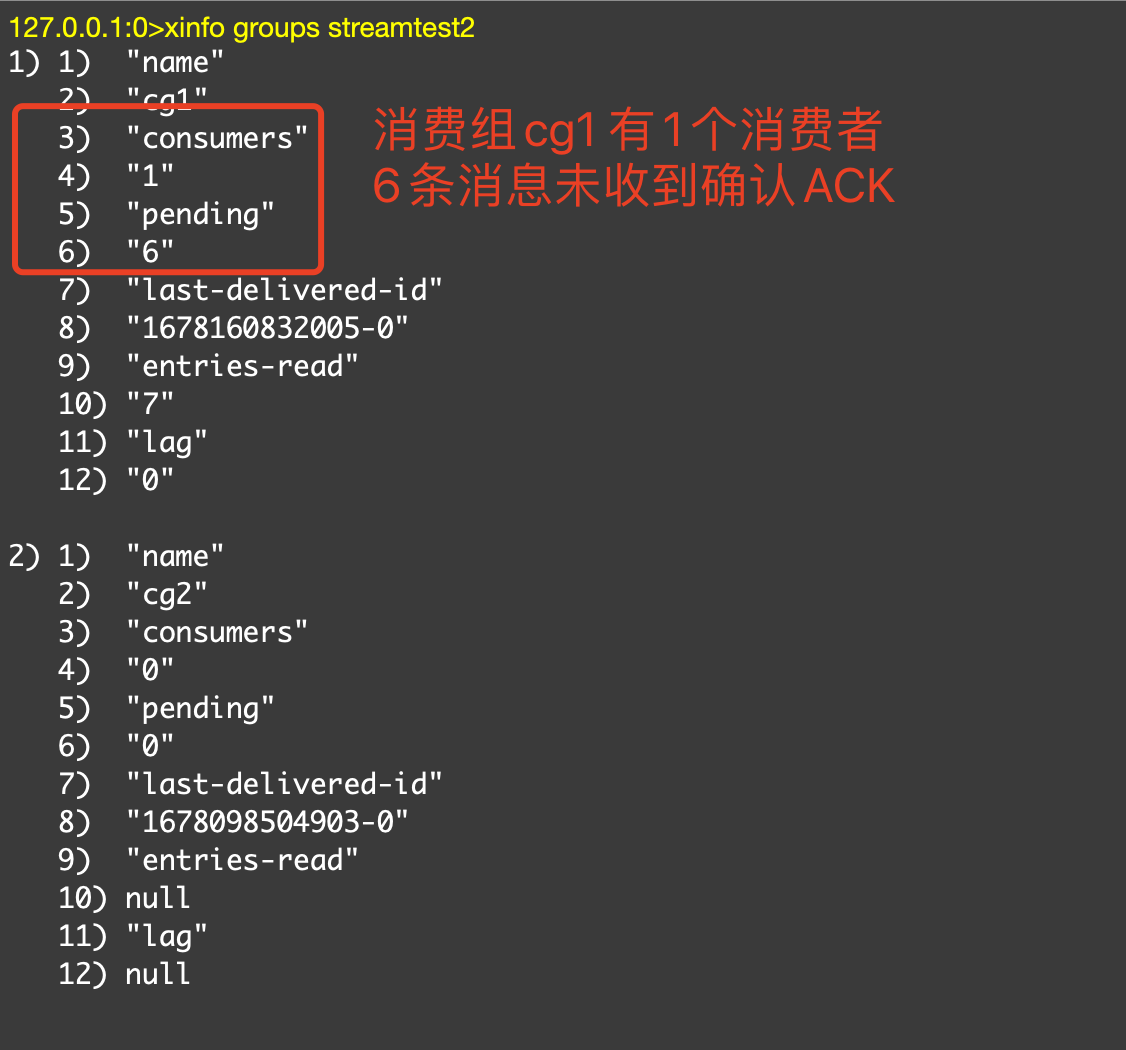 127.0.0.1:0>xinfo groups streamtest2
1) 1) "name"
2) "cg1"
3) "consumers"
4) "1"
5) "pending"
6) "6"
7) "last-delivered-id"
8) "1678160832005-0"
9) "entries-read"
10) "7"
11) "lag"
12) "0"
消费组cg1有1个消费者
6条消息未收到确认ACK
2) 1) "name"
2) "cg2"
3) "consumers"
4) "0"
5) "pending"
6) "0"
7) "last-delivered-id"
8) "1678098504903-0"
9) "entries-read"
10) null
11) "lag"
12) null